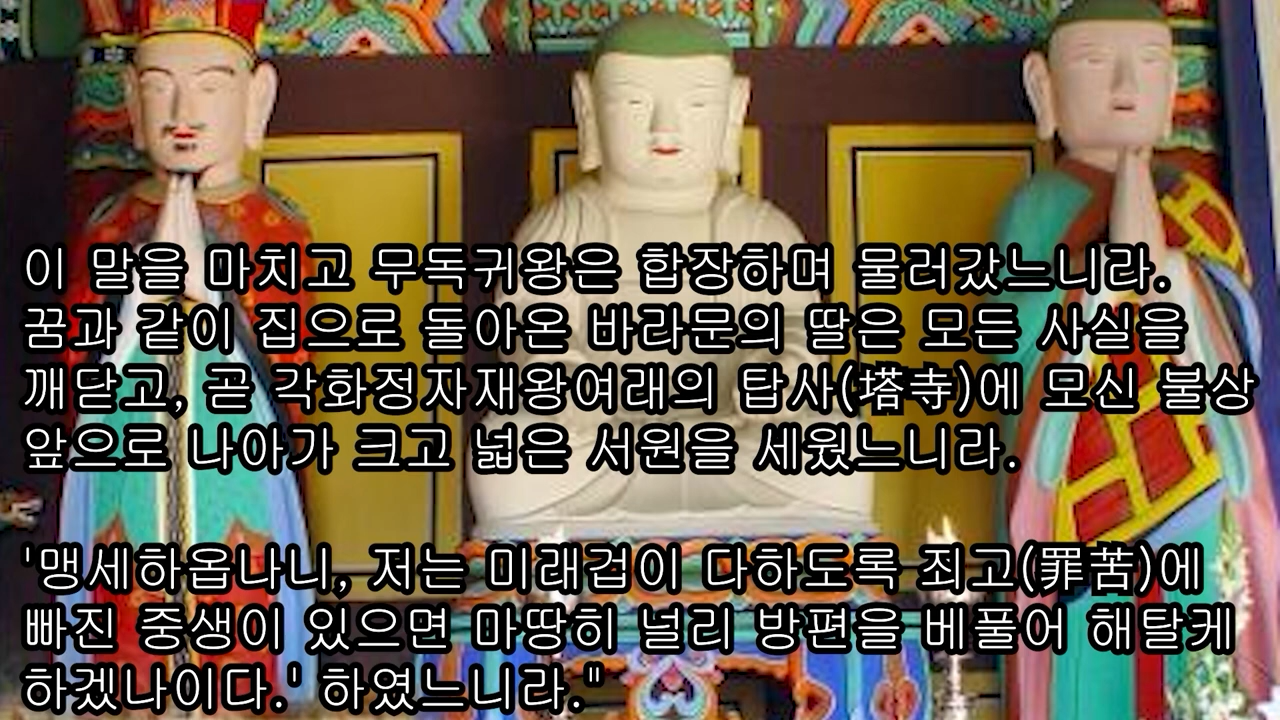 이 말을 마치고 무독귀왕은 합장하며 물러갔느니라.
꿈과 같이 집으로 돌아온 바라문의 딸은 모든 사실을
깨닫고, 곧 각화정자재왕여래의 탑사(塔寺)에 모신 불상
앞으로 나아가 크고 넓은 서원을 세웠느니라.
'맹세하옵나니, 저는 미래겁이 다하도록 죄고(罪苦)에
빠진 중생이 있으면 마땅히 널리 방편을 베풀어 해탈케
하겠나이다.' 하였느니라."